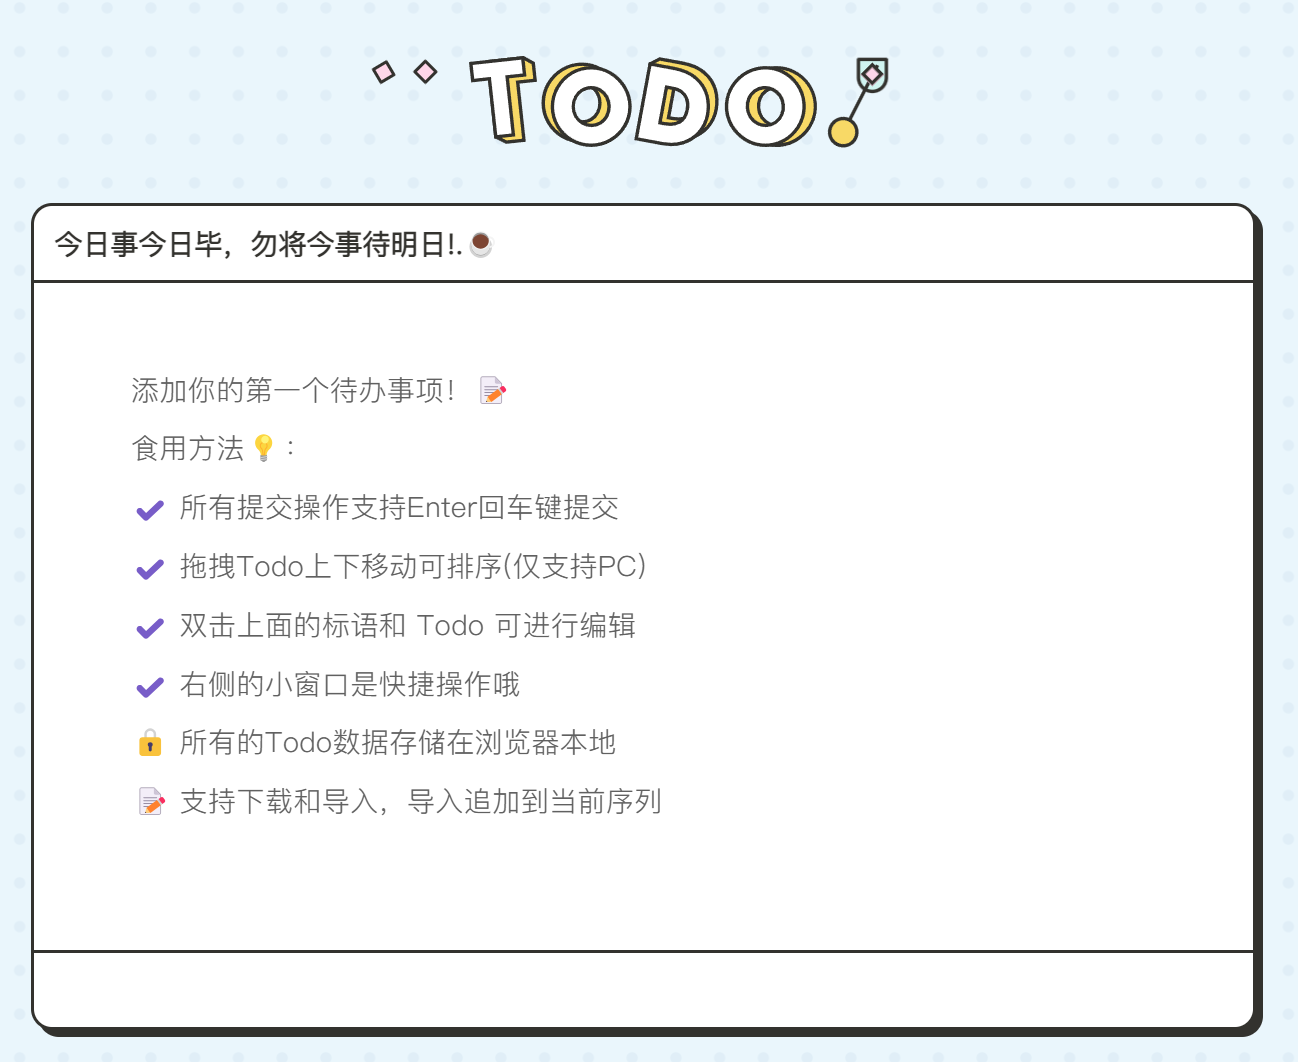 TODO
今日事今日毕，勿将今事待明日!.☕
添加你的第一个待办事项！📝
食用方法💡：
✔ 所有提交操作支持Enter回车键提交
✔ 拖拽Todo上下移动可排序(仅支持PC)
✔ 双击上面的标语和 Todo 可进行编辑
✔ 右侧的小窗口是快捷操作哦
🔒 所有的Todo数据存储在浏览器本地
📝 支持下载和导入，导入追加到当前序列